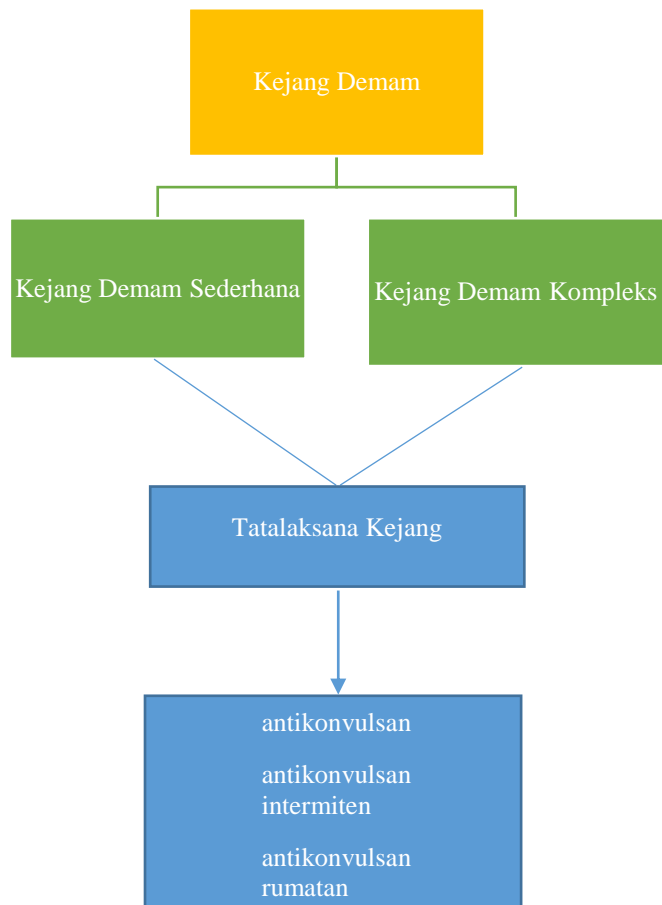 Kejang Demam
Kejang Demam Sederhana
Kejang Demam Kompleks
Tatalaksana Kejang
antikonvulsan
antikonvulsan
intermiten
antikonvulsan
rumatan